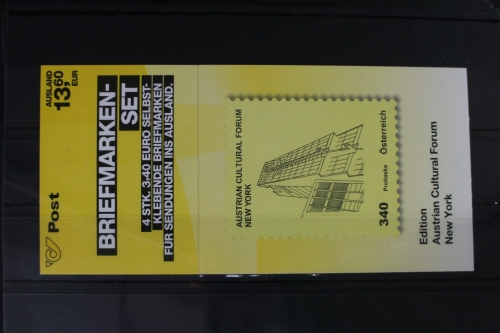 Post
AUSLAND
13,60
EUR
BRIEFMARKEN-
SET
4 STK. 3,40 EURO SELBST-
KLEBENDE BRIEFMARKEN
FÜR SENDUNGEN INS AUSLAND.
AUSTRIAN CULTURAL FORUM
NEW YORK
340
Prohaska
Österreich
Edition
Austrian Cultural Forum
New York